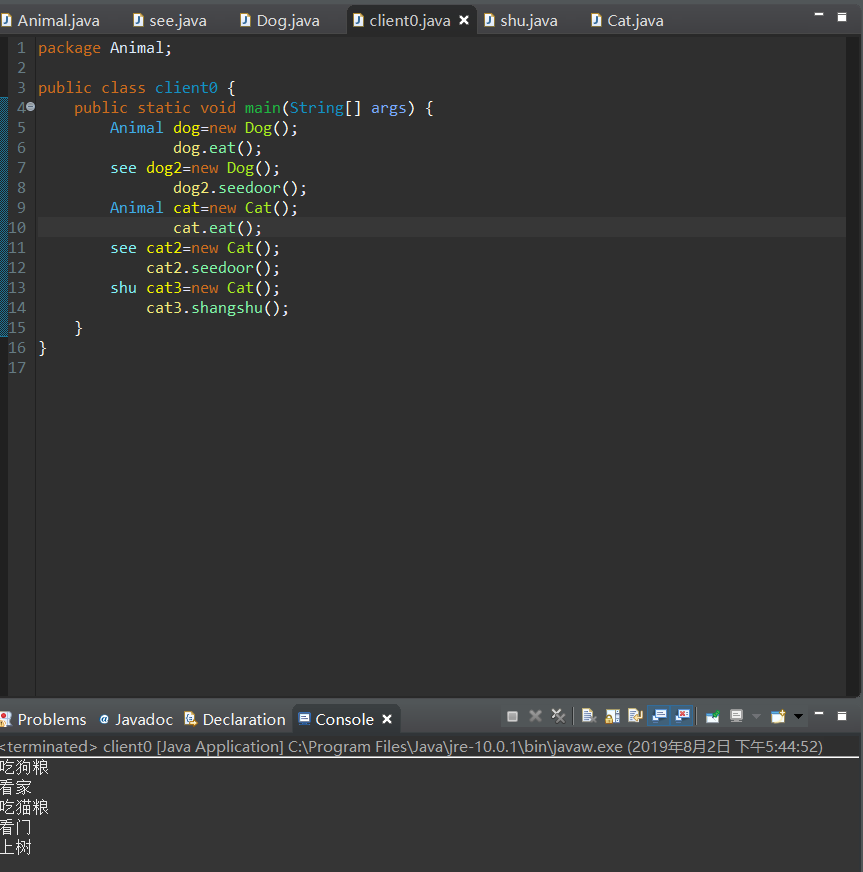 Animal.java see.java Dog.java client0.java shu.java Cat.java
1 package Animal;
2
3 public class client0 {
4 public static void main(String[] args) {
5 Animal dog=new Dog();
6 dog.eat();
7 see dog2=new Dog();
8 dog2.seedoor();
9 Animal cat=new Cat();
10 cat.eat();
11 see cat2=new Cat();
12 cat2.seedoor();
13 shu cat3=new Cat();
14 cat3.shangshu();
15 }
16 }
17
Problems @ Javadoc Declaration Console
<terminated> client0 [Java Application] C:\Program Files\Java\jre-10.0.1\bin\javaw.exe (2019年8月2日 下午5:44:52)
吃狗粮
看家
吃猫粮
看门
上树